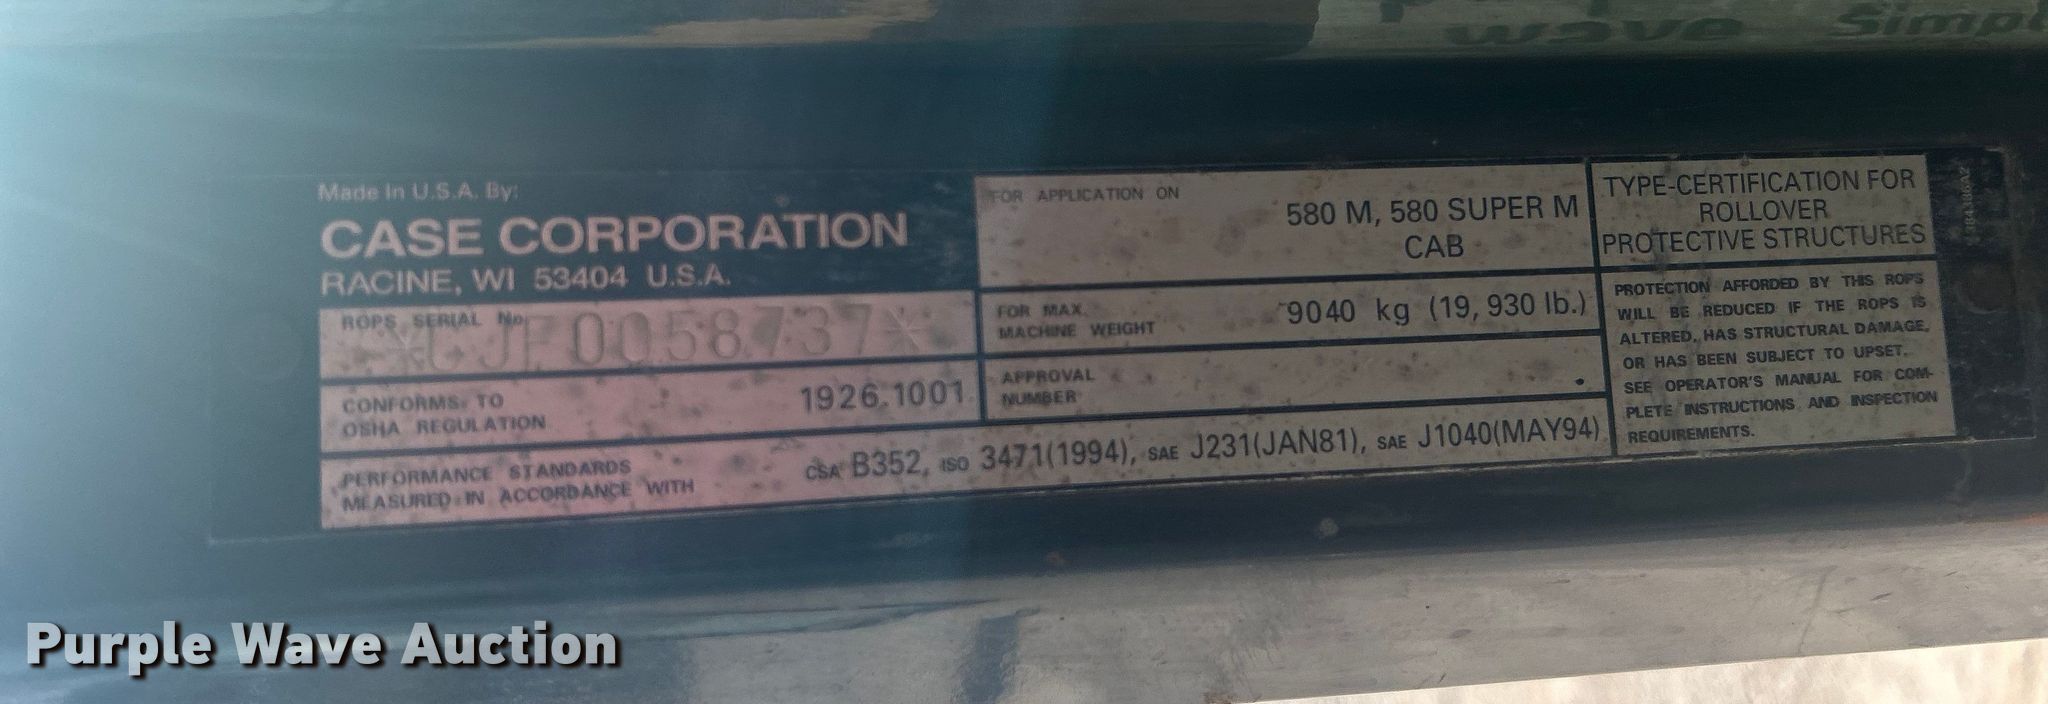 wave Simpl
Made In U.S.A. By:
CASE CORPORATION
RACINE, WI 53404 U.S.A.
ROPS SERIAL No.
*CJF0058737*
CONFORMS TO
OSHA REGULATION
1926.1001
PERFORMANCE STANDARDS
MEASURED IN ACCORDANCE WITH
CSA B352, ISO 3471(1994), SAE J231(JAN81), SAE J1040(MAY94)
FOR APPLICATION ON
580 M, 580 SUPER M
CAB
FOR MAX.
MACHINE WEIGHT
9040 kg (19, 930 lb.)
APPROVAL
NUMBER
TYPE-CERTIFICATION FOR
ROLLOVER
PROTECTIVE STRUCTURES
PROTECTION AFFORDED BY THIS ROPS
WILL BE REDUCED IF THE ROPS IS
ALTERED, HAS STRUCTURAL DAMAGE,
OR HAS BEEN SUBJECT TO UPSET.
SEE OPERATOR'S MANUAL FOR COM-
PLETE INSTRUCTIONS AND INSPECTION
REQUIREMENTS.
Purple Wave Auction